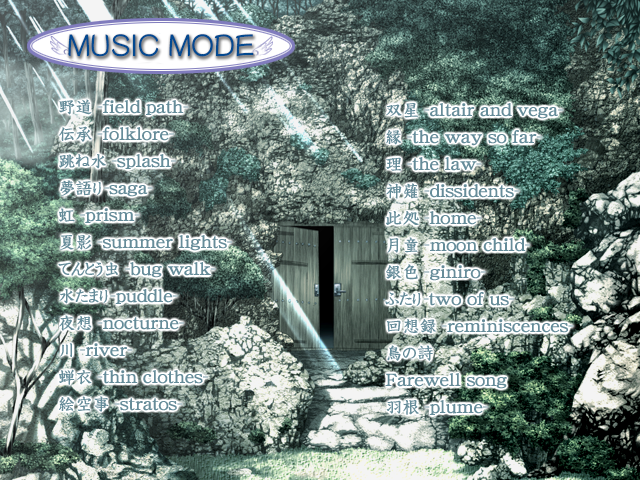 MUSIC MODE
野道 -field path-
伝承 -folklore-
跳ね水 -splash-
夢語り-saga-
虹 -prism-
夏影 -summer lights-
てんとう虫 -bug walk-
水たまり-puddle-
夜想 -nocturne-
川 -river-
蝉衣 -thin clothes-
絵空事 -stratos-
双星 -altair and vega-
縁 -the way so far-
理 -the law-
神薙 -dissidents-
此処 -home-
月童 -moon child-
銀色 -giniro-
ふたり-two of us-
回想録 -reminiscences-
鳥の詩
Farewell song
羽根 -plume-